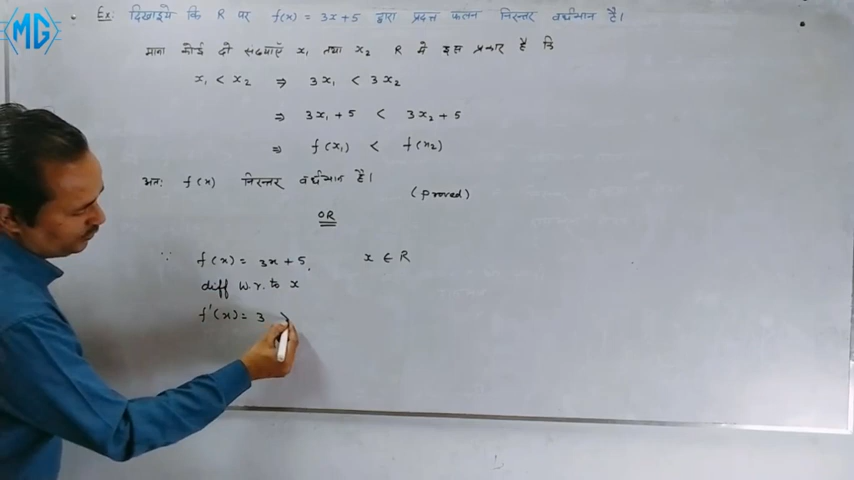 MG
Ex: दिखाइये कि R पर f(x) = 3x+5 द्वारा प्रदत्त फलन निरन्तर वर्धमान है।
माना कोई दो संख्याएँ x₁ तथा x₂ R में इस प्रकार है कि
x₁ < x₂ ⇒ 3x₁ < 3x₂
⇒ 3x₁ + 5 < 3x₂ + 5
⇒ f(x₁) < f(x₂)
अतः f(x) निरन्तर वर्धमान है।
(proved)
OR
∵ f(x) = 3x + 5, x ∈ R
diff w.r. to x
f'(x) = 3 >